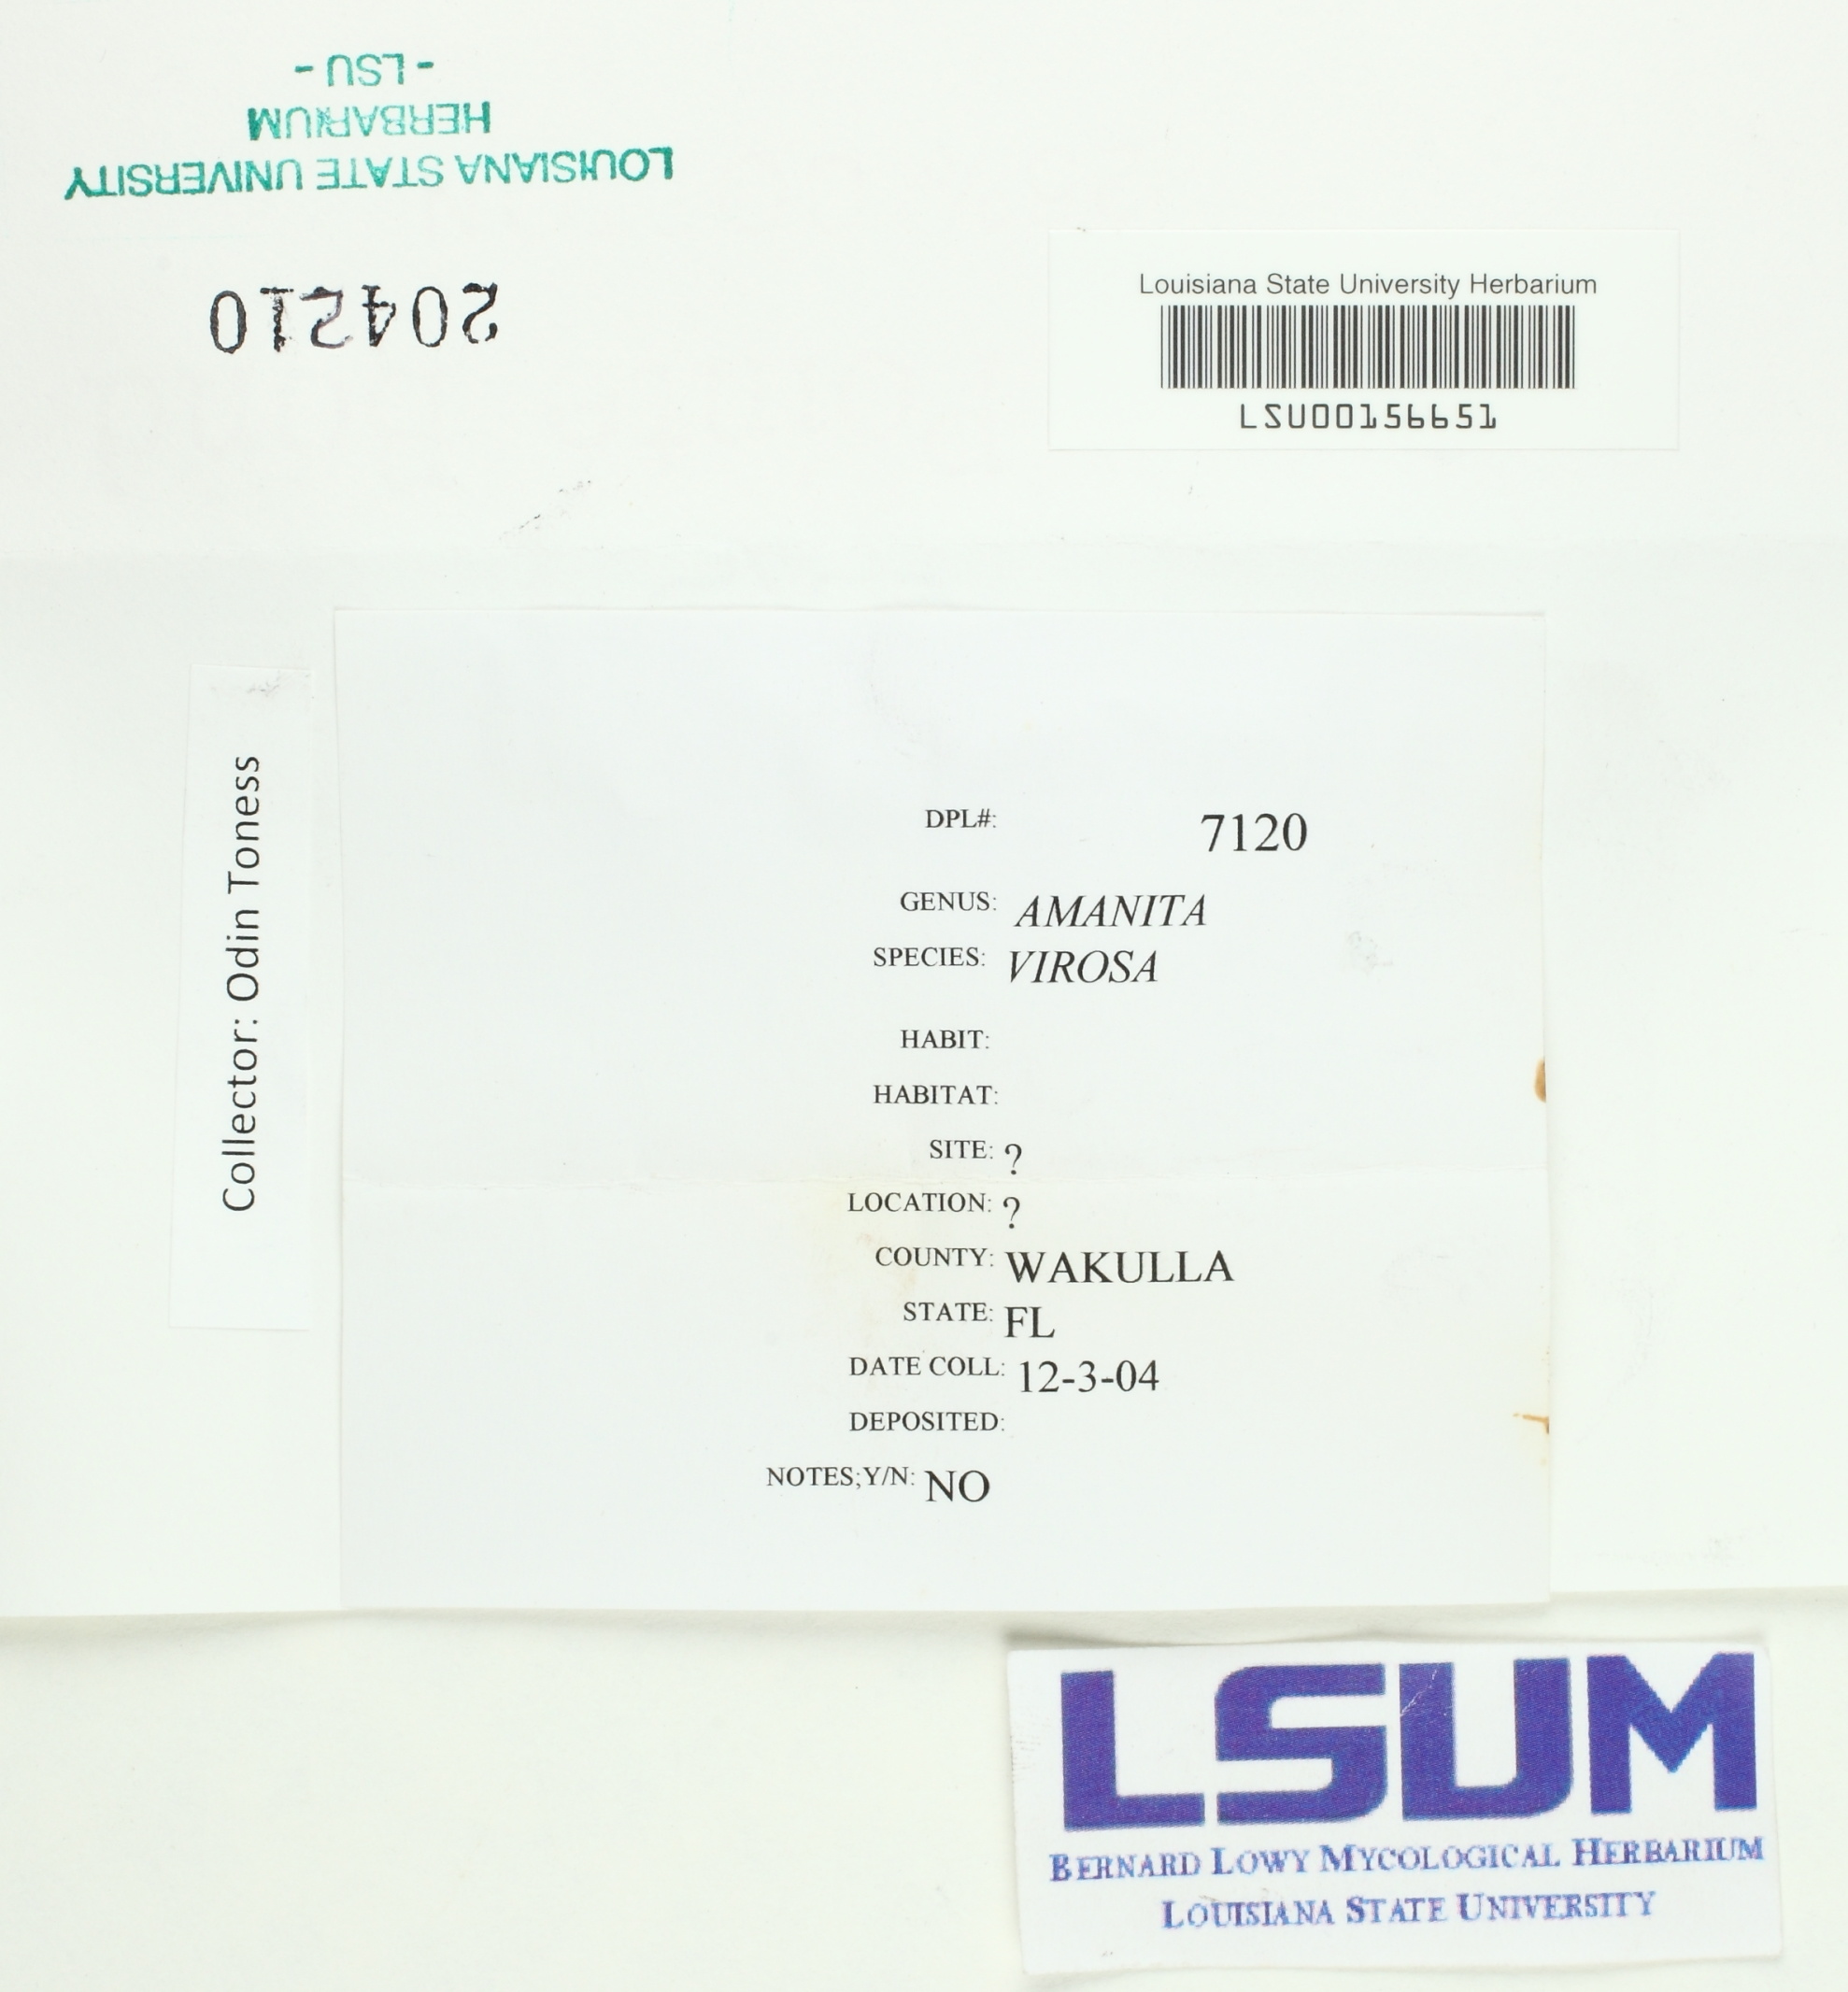 LOUISIANA STATE UNIVERSITY
HERBARIUM
- LSU -
204210
Louisiana State University Herbarium
LSU00156651
Collector: Odin Toness
DPL#: 7120
GENUS: AMANITA
SPECIES: VIROSA
HABIT:
HABITAT:
SITE: ?
LOCATION: ?
COUNTY: WAKULLA
STATE: FL
DATE COLL: 12-3-04
DEPOSITED:
NOTES;Y/N: NO
LSUM
BERNARD LOWY MYCOLOGICAL HERBARIUM
LOUISIANA STATE UNIVERSITY